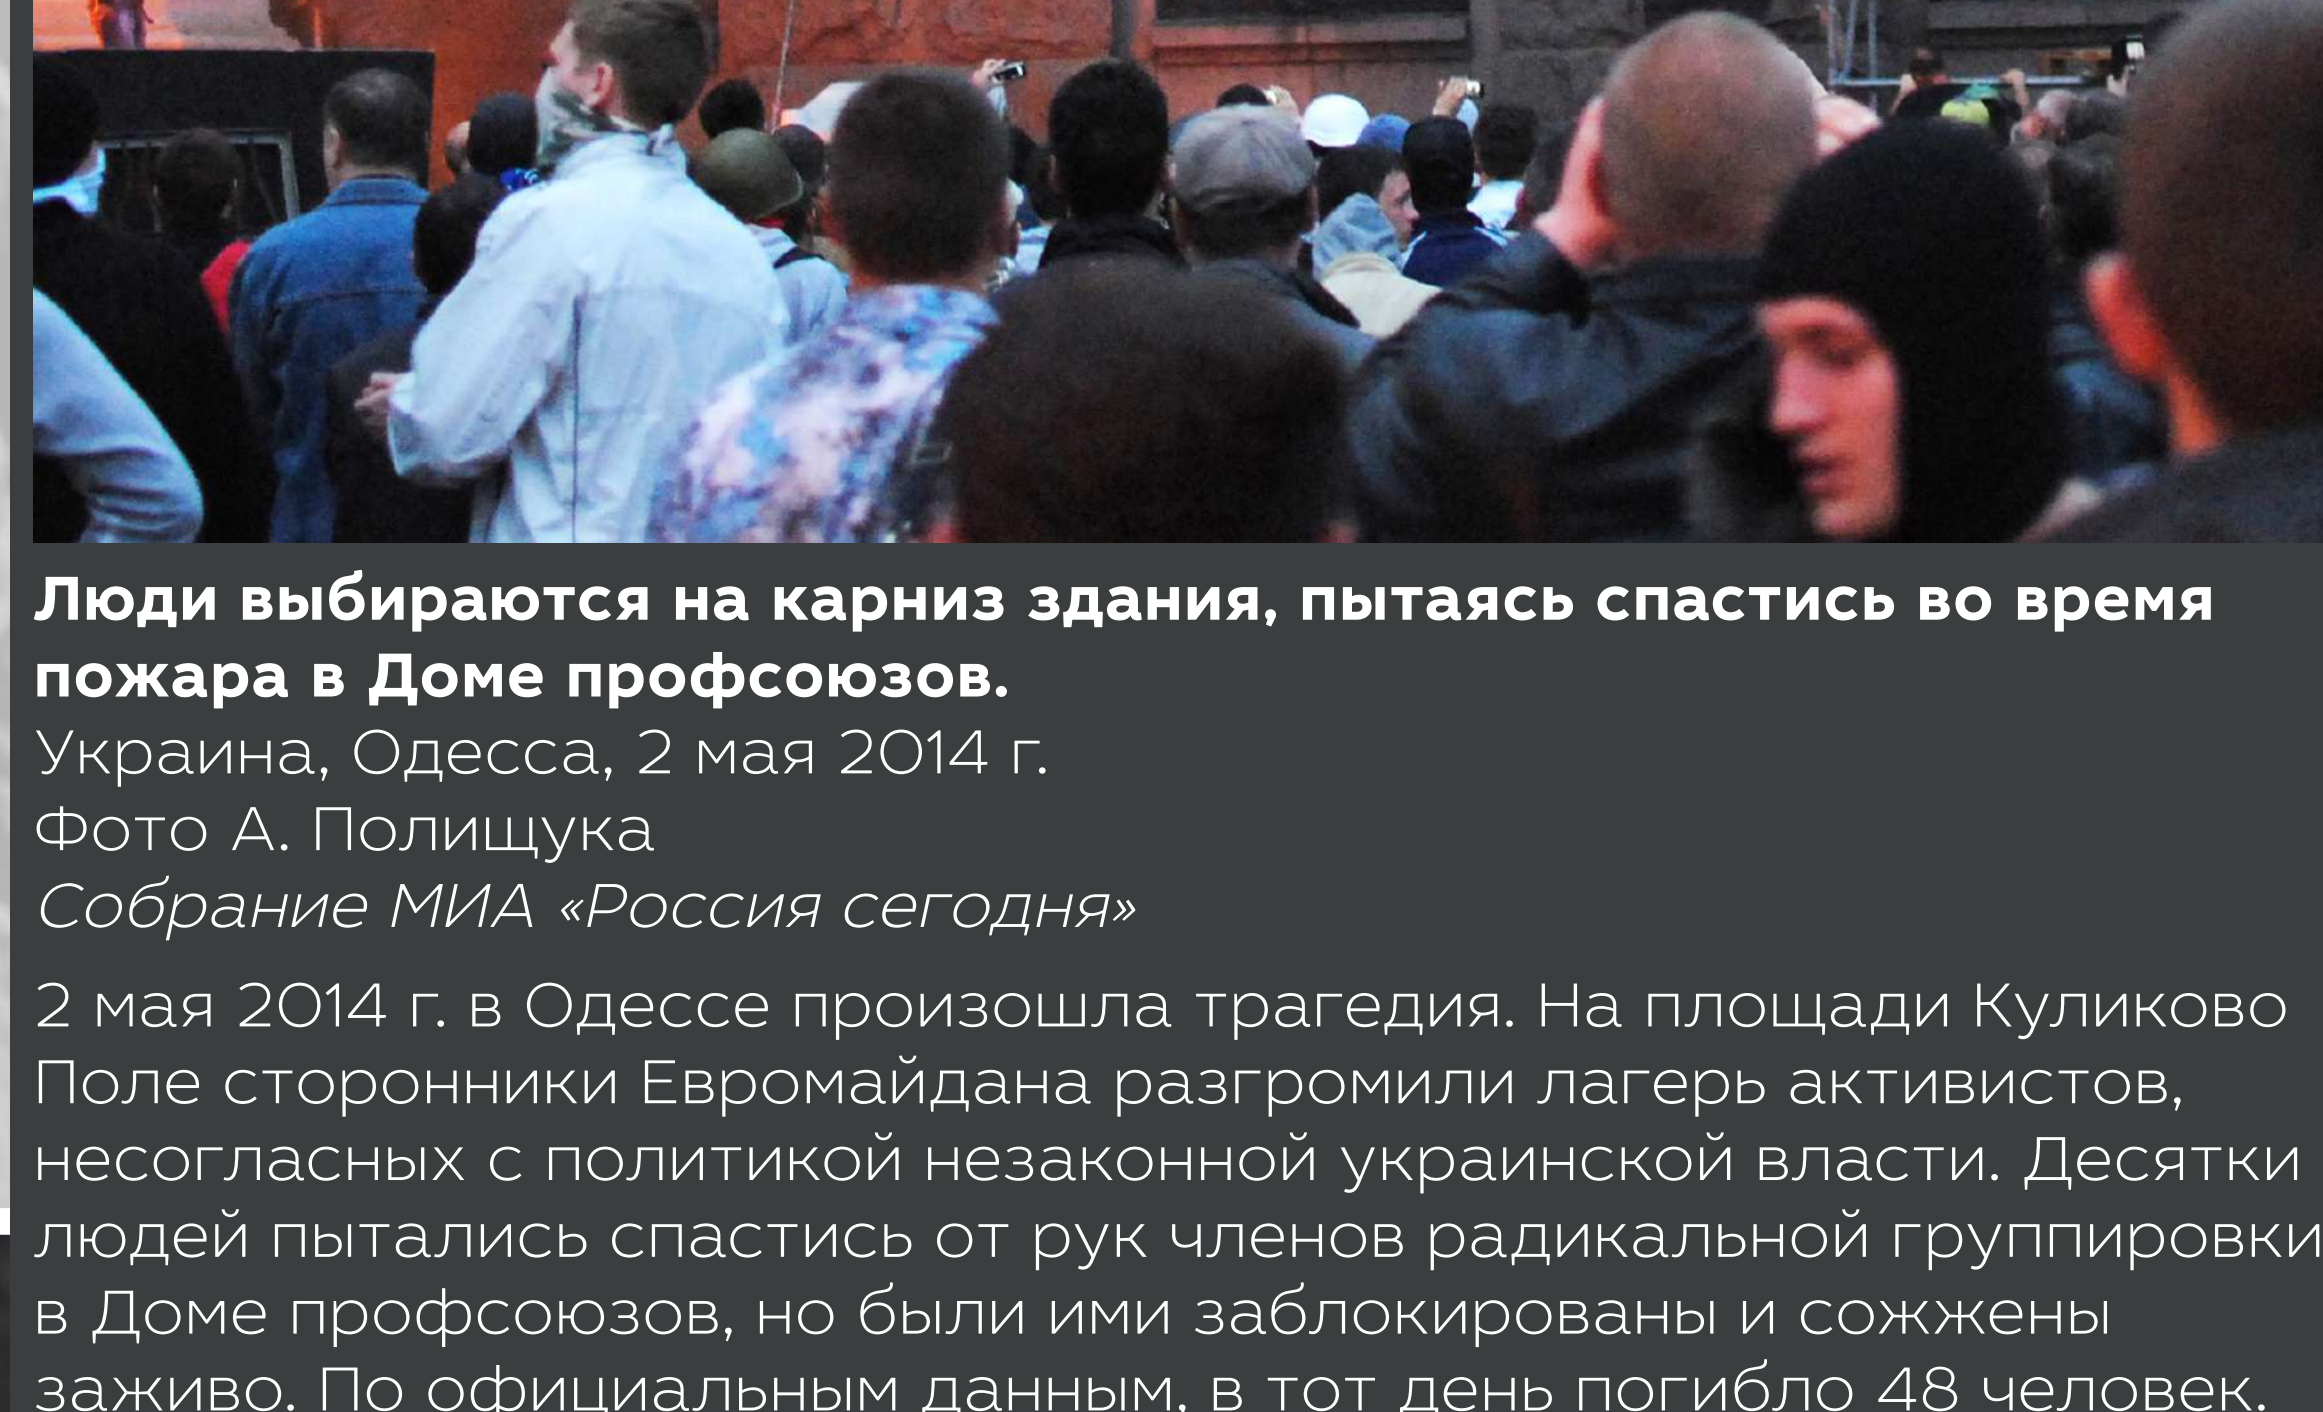 Люди выбираются на карниз здания, пытаясь спастись во время
пожара в Доме профсоюзов.
Украина, Одесса, 2 мая 2014 г.
Фото А. Полищука
Собрание МИА «Россия сегодня»
2 мая 2014 г. в Одессе произошла трагедия. На площади Куликово
Поле сторонники Евромайдана разгромили лагерь активистов,
несогласных с политикой незаконной украинской власти. Десятки
людей пытались спастись от рук членов радикальной группировки
в Доме профсоюзов, но были ими заблокированы и сожжены
заживо. По официальным данным, в тот день погибло 48 человек.